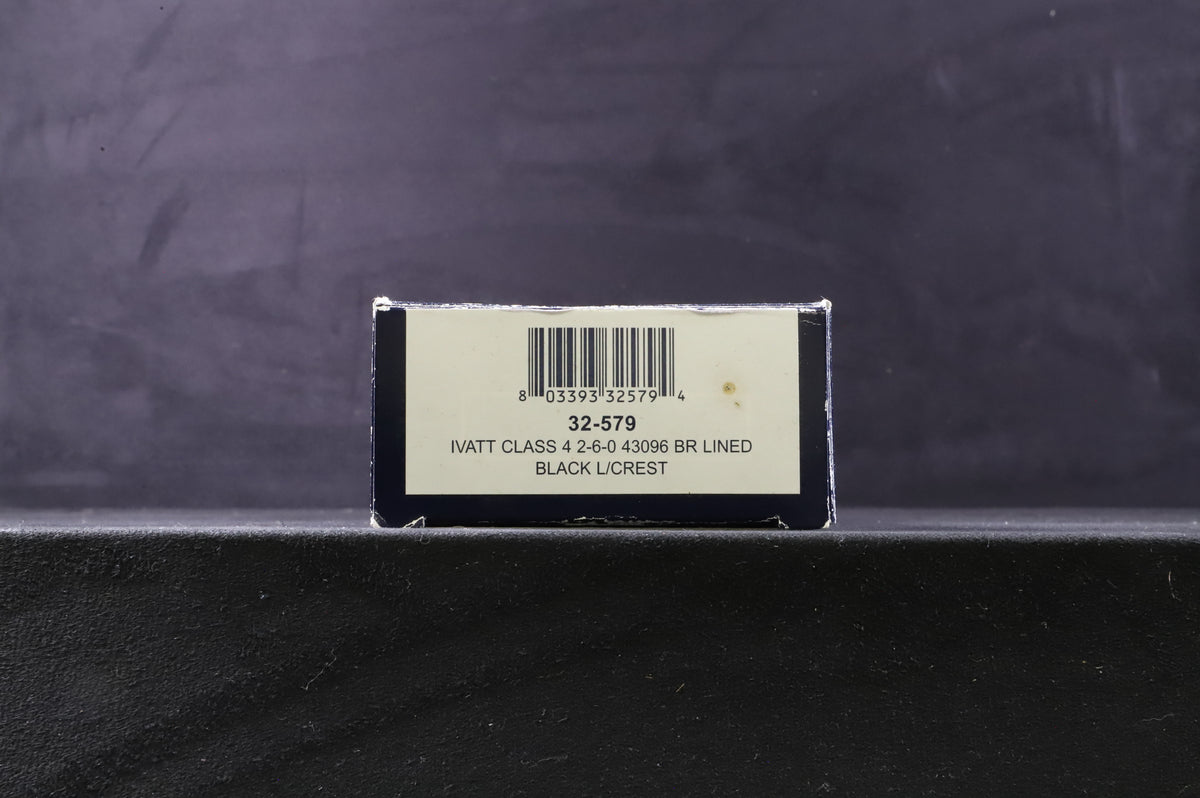 8 03393 32579 4
32-579
IVATT CLASS 4 2-6-0 43096 BR LINED
BLACK L/CREST